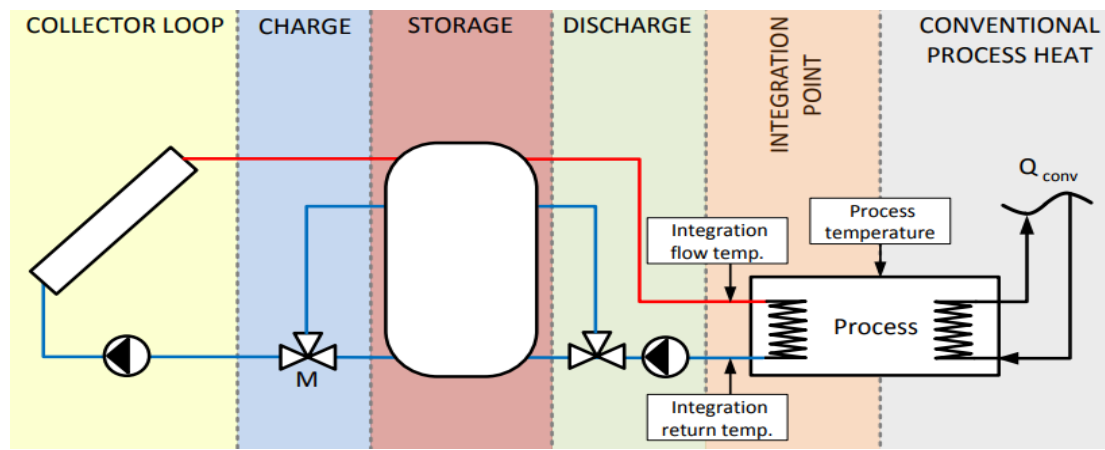 COLLECTOR LOOP
CHARGE
STORAGE
DISCHARGE
INTEGRATION
POINT
CONVENTIONAL
PROCESS HEAT
Q conv
Process
temperature
Integration
flow temp.
Process
M
Integration
return temp.